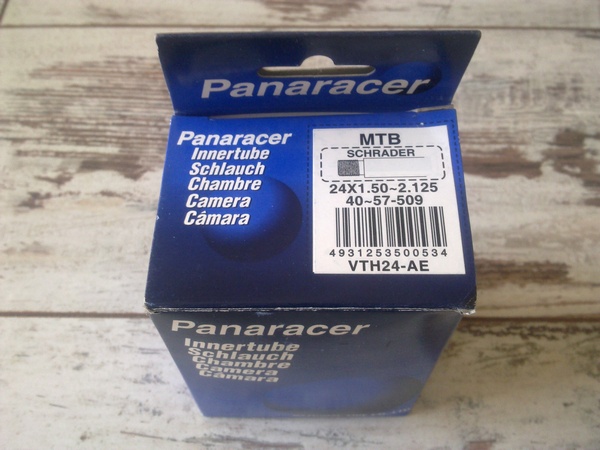 Panaracer
Panaracer
Innertube
Schlauch
Chambre
Camera
Câmara
MTB
SCHRADER
24X1.50~2.125
40~57-509
4931253500534
VTH24-AE
Panaracer
Innertube
Schlauch
Chambre
Camera
Câmara